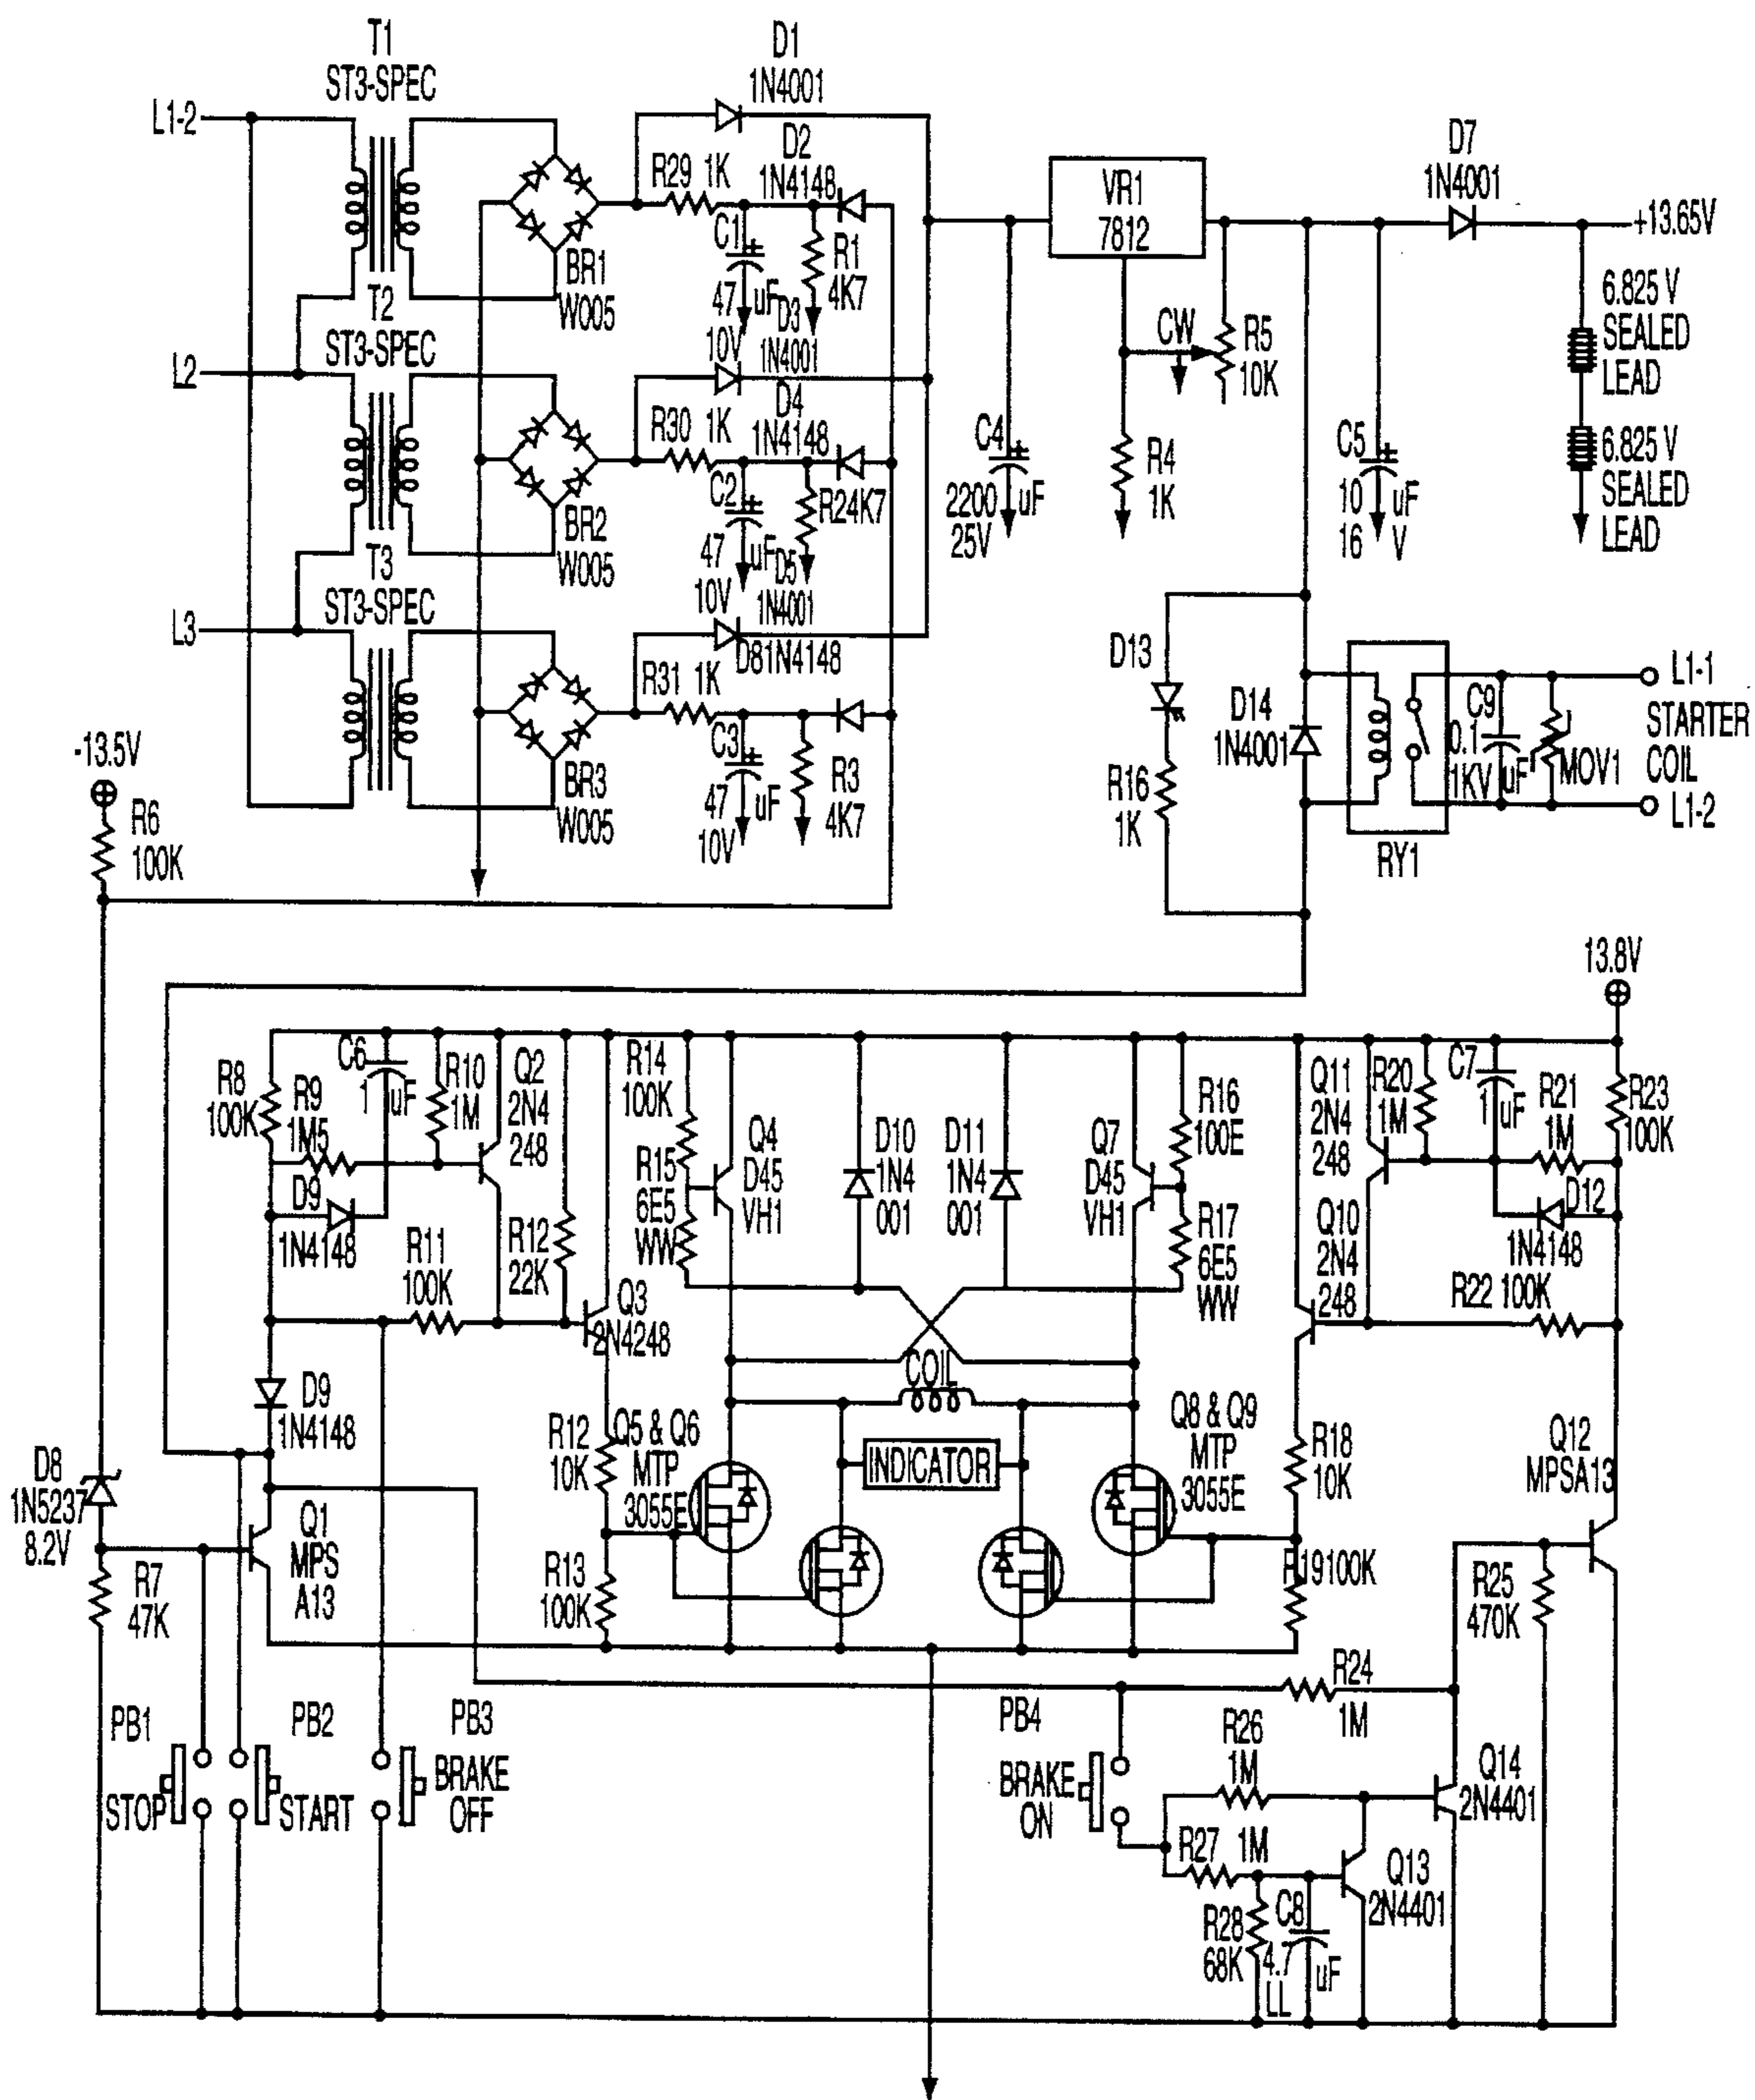 T1
ST3-SPEC
L1-2
D1
1N4001
D2
1N4148
R29 1K
C1
47
uF
10V
R1
4K7
BR1
W005
T2
ST3-SPEC
L2
D3
1N4001
D4
1N4148
R30 1K
C2
47
uF
10V
R24K7
BR2
W005
T3
ST3-SPEC
L3
D5
1N4001
D81N4148
R31 1K
C3
47
uF
10V
R3
4K7
BR3
W005
VR1
7812
D7
1N4001
+13.65V
CW
R5
10K
R4
1K
C4
2200
uF
25V
C5
10
uF
16
V
6.825 V
SEALED
LEAD
6.825 V
SEALED
LEAD
D13
R16
1K
D14
1N4001
RY1
C9
0.1
1KV
uF
MOV1
L1-1
STARTER
COIL
L1-2
-13.5V
R6
100K
13.8V
R8
100K
R9
1M5
C6
1
uF
R10
1M
Q2
2N4
248
D9
1N4148
R11
100K
R12
22K
Q3
2N4248
R14
100K
R15
6E5
WW
Q4
D45
VH1
D10
1N4
001
D11
1N4
001
Q7
D45
VH1
R16
100E
R17
6E5
WW
Q11
2N4
248
R20
1M
C7
1
uF
R21
1M
R23
100K
D12
1N4148
Q10
2N4
248
R22 100K
COIL
INDICATOR
D9
1N4148
R12
10K
Q5 & Q6
MTP
3055E
Q8 & Q9
MTP
3055E
R18
10K
Q12
MPSA13
D8
1N5237
8.2V
Q1
MPS
A13
R7
47K
R13
100K
R19100K
R25
470K
R24
1M
PB1
STOP
PB2
START
PB3
BRAKE
OFF
PB4
BRAKE
ON
R26
1M
R27 1M
Q14
2N4401
Q13
2N4401
R28
68K
C8
4.7
uF
LL